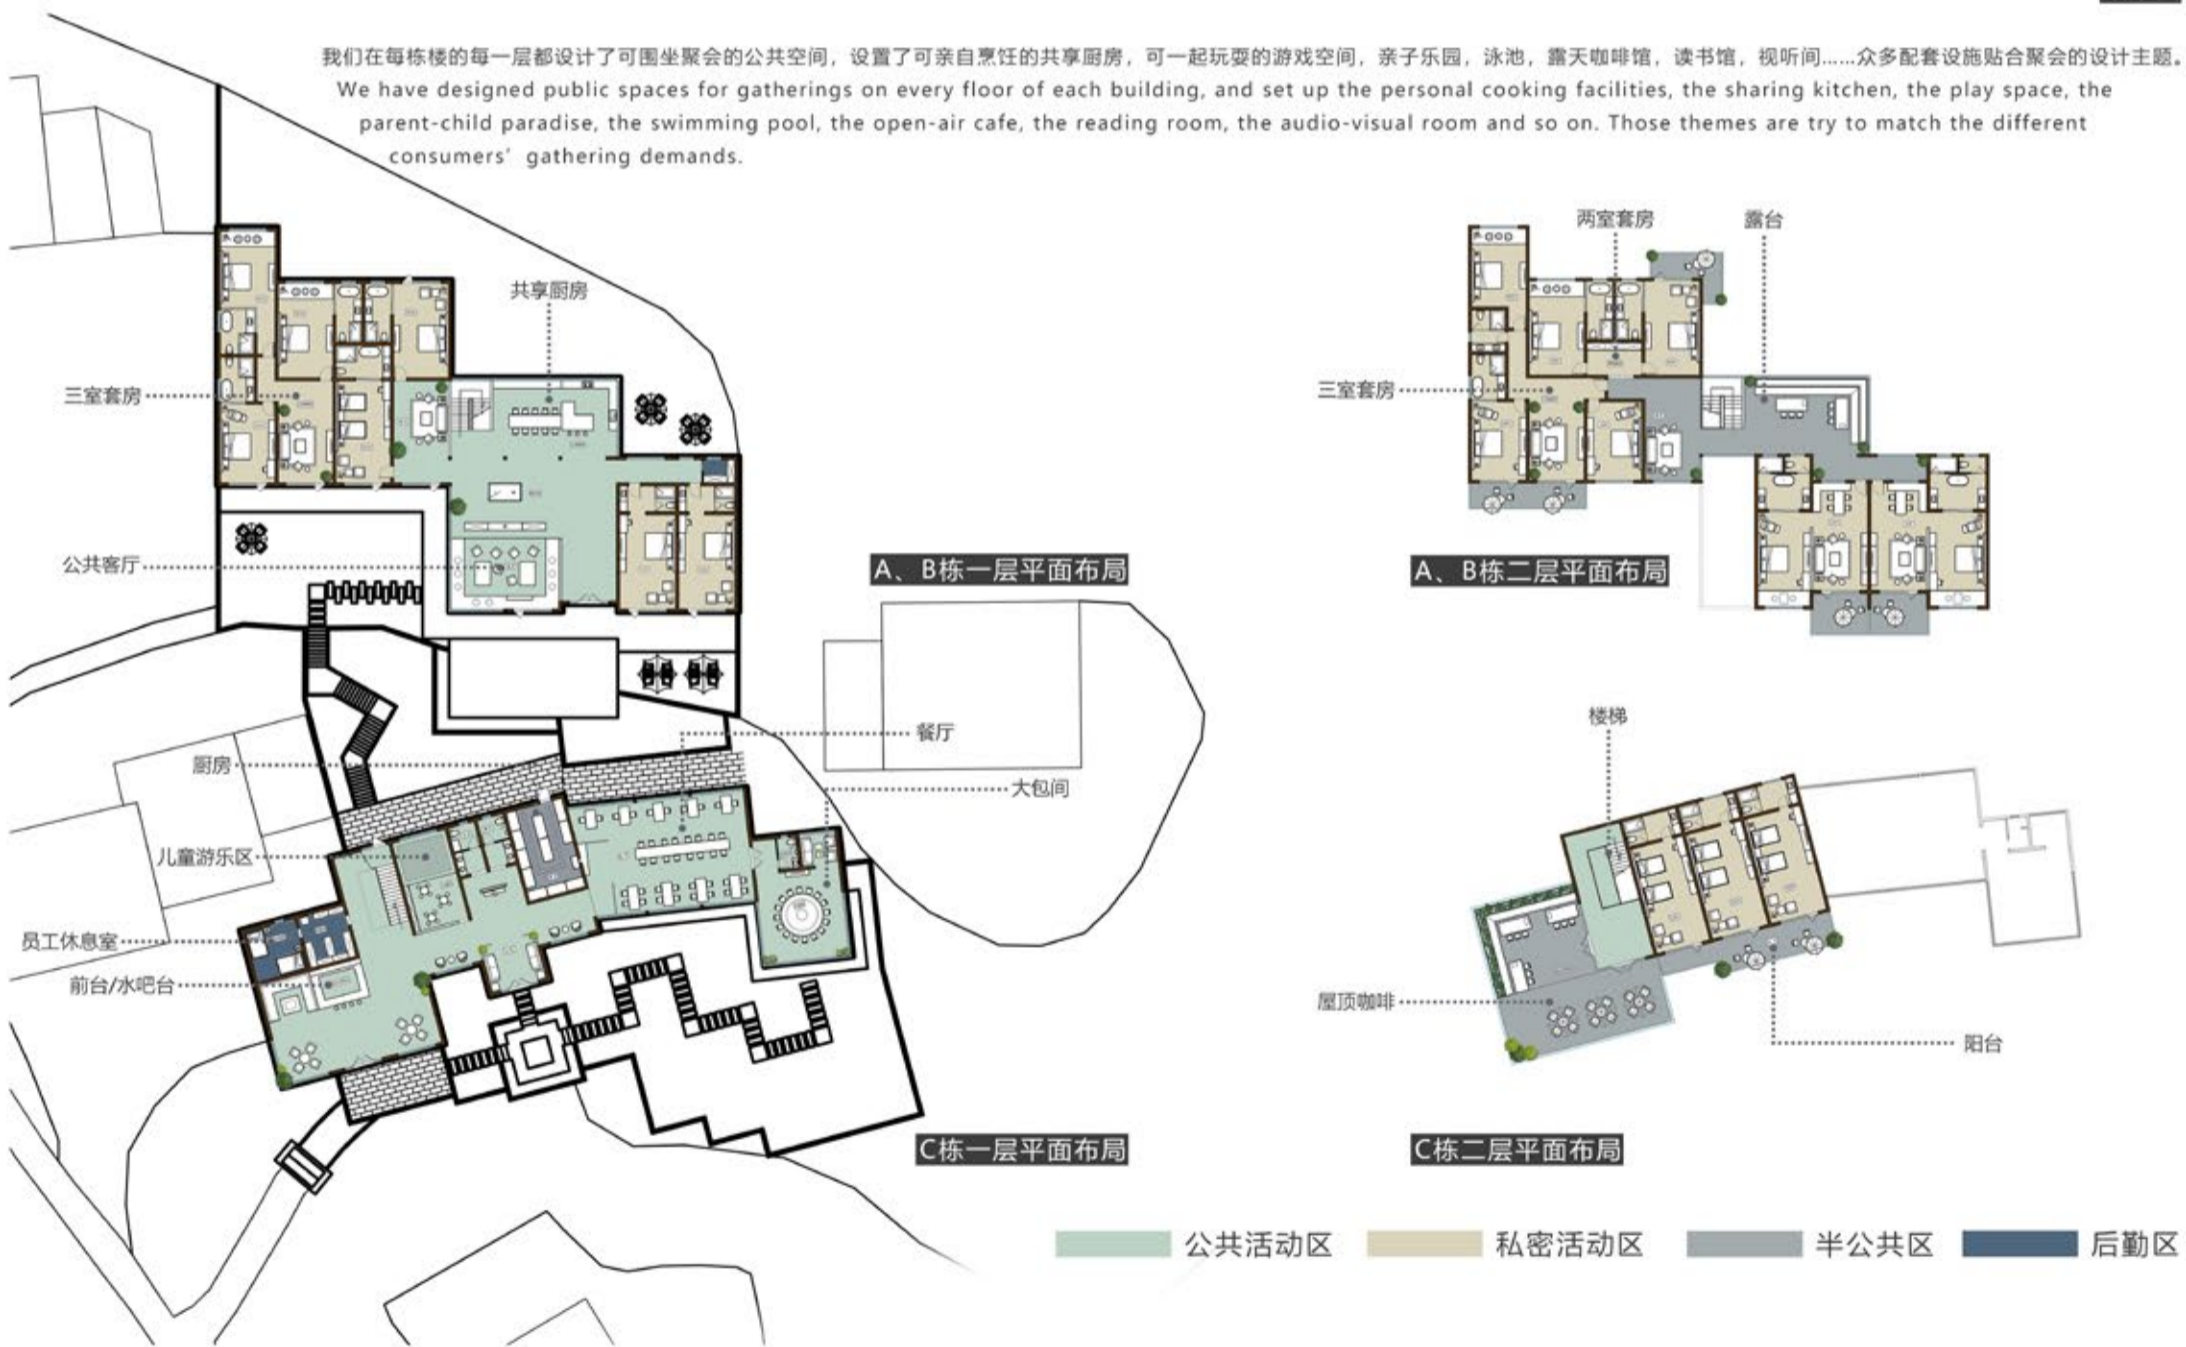 我们在每栋楼的每一层都设计了可围坐聚会的公共空间，设置了可亲自烹饪的共享厨房，可一起玩耍的游戏空间，亲子乐园，泳池，露天咖啡馆，读书馆，视听间......众多配套设施贴合聚会的设计主题。
We have designed public spaces for gatherings on every floor of each building, and set up the personal cooking facilities, the sharing kitchen, the play space, the
parent-child paradise, the swimming pool, the open-air cafe, the reading room, the audio-visual room and so on. Those themes are try to match the different
consumers' gathering demands.
共享厨房
三室套房
公共客厅
A、B栋一层平面布局
两室套房
露台
三室套房
A、B栋二层平面布局
餐厅
厨房
大包间
儿童游乐区
员工休息室
前台/水吧台
C栋一层平面布局
楼梯
屋顶咖啡
阳台
C栋二层平面布局
公共活动区
私密活动区
半公共区
后勤区